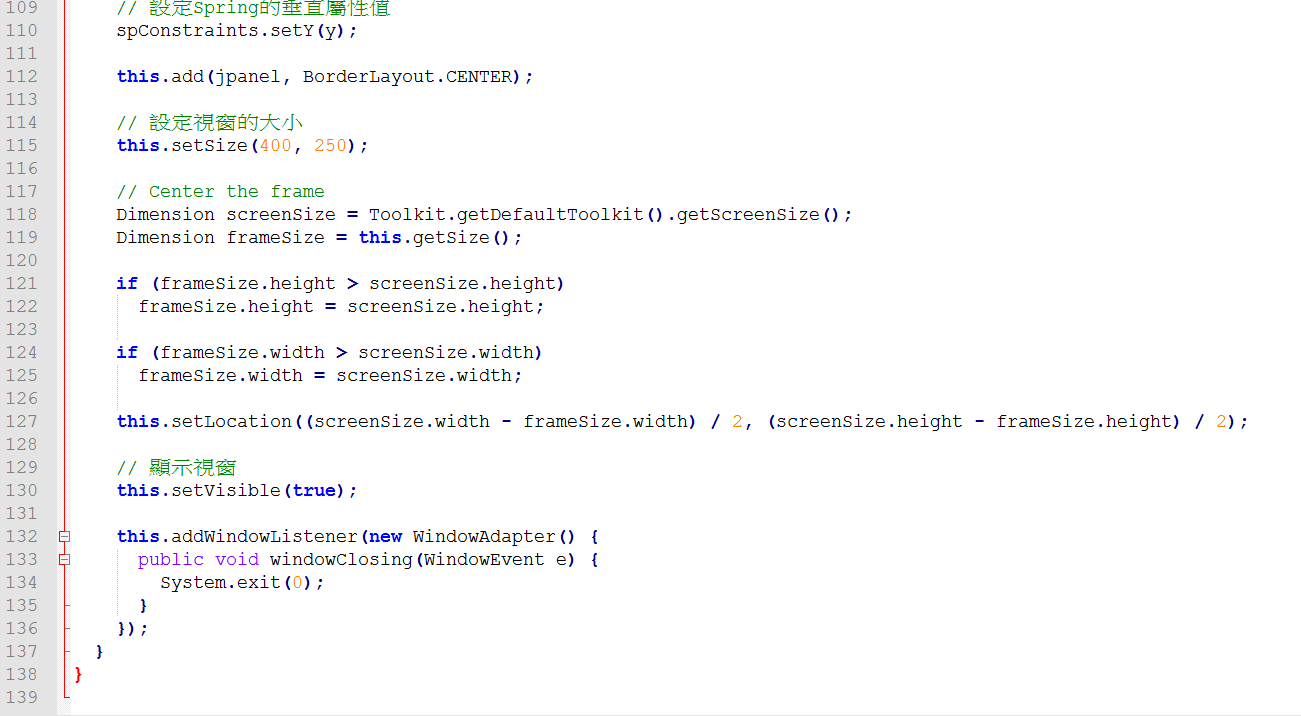 109 // 設定Spring的垂直屬性值
110 spConstraints.setY(y);
111
112 this.add(jpanel, BorderLayout.CENTER);
113
114 // 設定視窗的大小
115 this.setSize(400, 250);
116
117 // Center the frame
118 Dimension screenSize = Toolkit.getDefaultToolkit().getScreenSize();
119 Dimension frameSize = this.getSize();
120
121 if (frameSize.height > screenSize.height)
122 frameSize.height = screenSize.height;
123
124 if (frameSize.width > screenSize.width)
125 frameSize.width = screenSize.width;
126
127 this.setLocation((screenSize.width - frameSize.width) / 2, (screenSize.height - frameSize.height) / 2);
128
129 // 顯示視窗
130 this.setVisible(true);
131
132 this.addWindowListener(new WindowAdapter() {
133 public void windowClosing(WindowEvent e) {
134 System.exit(0);
135 }
136 });
137 }
138 }
139